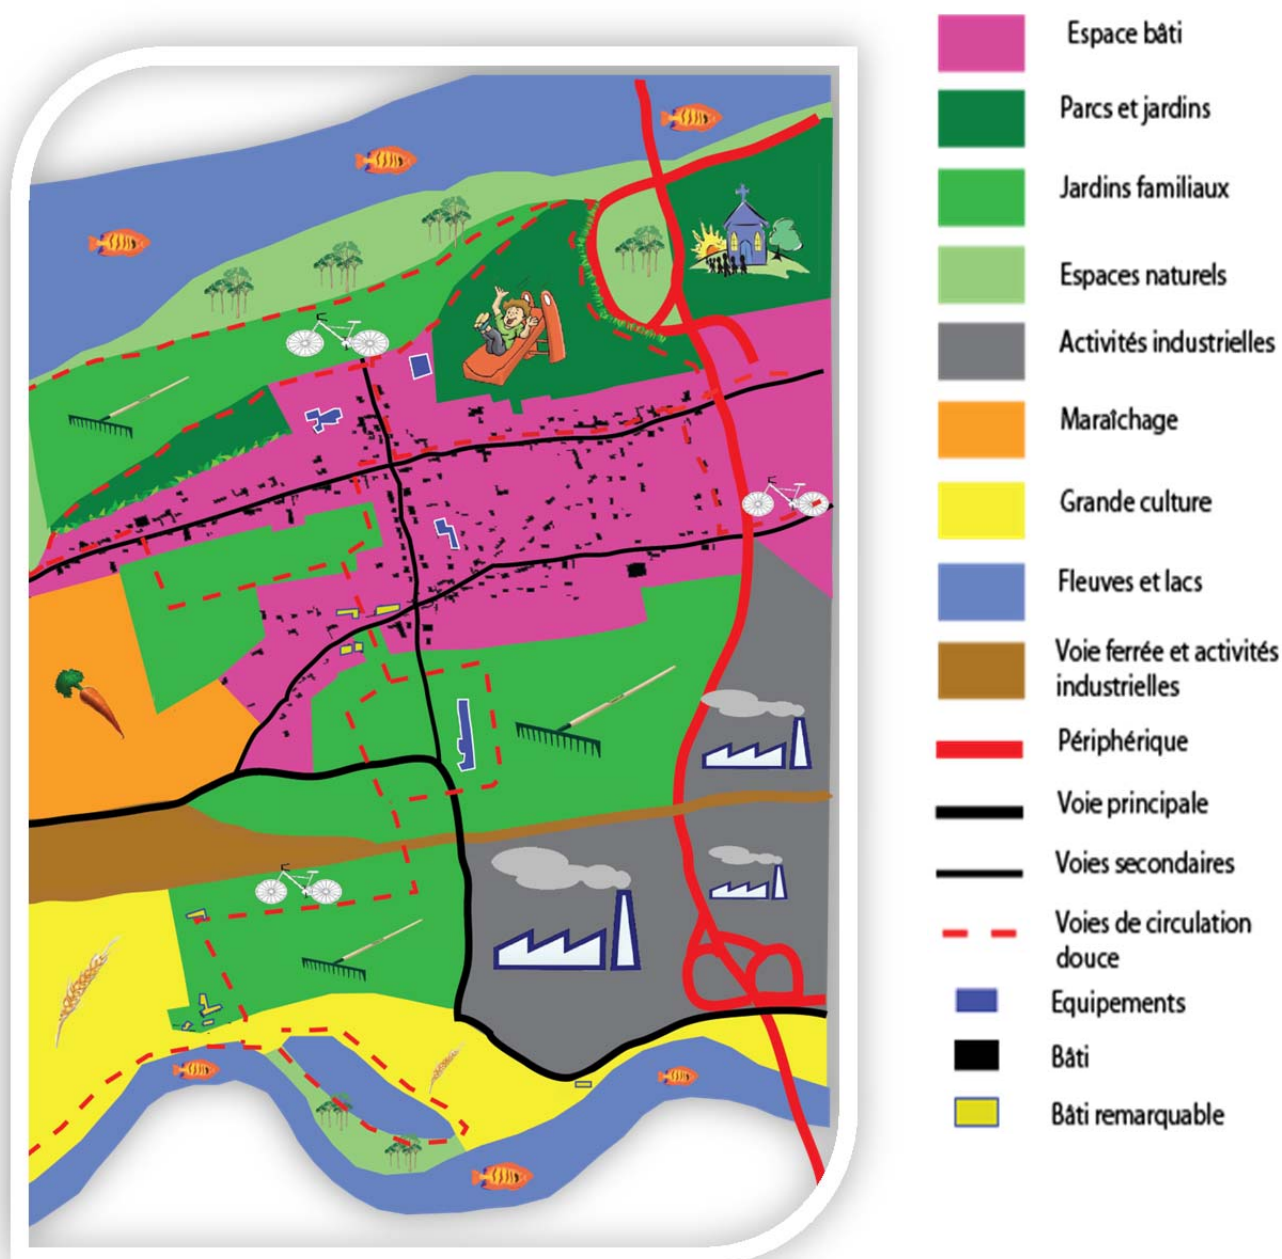 Espace bâti
Parcs et jardins
Jardins familiaux
Espaces naturels
Activités industrielles
Maraîchage
Grande culture
Fleuves et lacs
Voie ferrée et activités
industrielles
Périphérique
Voie principale
Voies secondaires
Voies de circulation
douce
Equipements
Bâti
Bâti remarquable